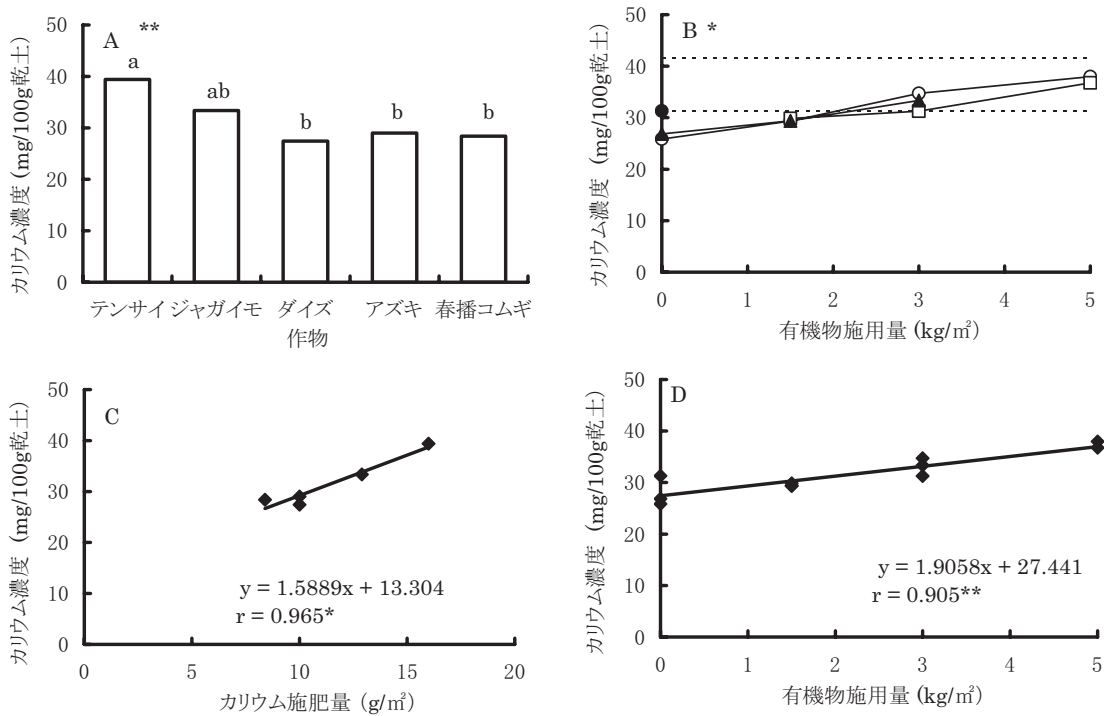 A **
カリウム濃度 (mg/100g乾土)
50
40
30
20
10
0
a
ab
b
b
b
テンサイ ジャガイモ ダイズ アズキ 春播コムギ
作物
B *
カリウム濃度 (mg/100g乾土)
50
40
30
20
10
0
0 1 2 3 4 5
有機物施用量 (kg/㎡)
C
カリウム濃度 (mg/100g乾土)
50
40
30
20
10
0
y = 1.5889x + 13.304
r = 0.965*
0 5 10 15 20
カリウム施肥量 (g/㎡)
D
カリウム濃度 (mg/100g乾土)
50
40
30
20
10
0
y = 1.9058x + 27.441
r = 0.905**
0 1 2 3 4 5
有機物施用量 (kg/㎡)